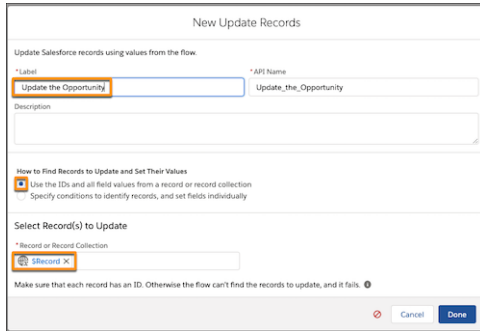 New Update Records
Update Salesforce records using values from the flow.
*Label
*API Name
Update the Opportunity
Update_the_Opportunity
Description
How to Find Records to Update and Set Their Values
Use the IDs and all field values from a record or record collection
Specify conditions to identify records, and set fields individually
Select Record(s) to Update
*Record or Record Collection
$Record ×
Make sure that each record has an ID. Otherwise the flow can't find the records to update, and it fails.
Cancel
Done